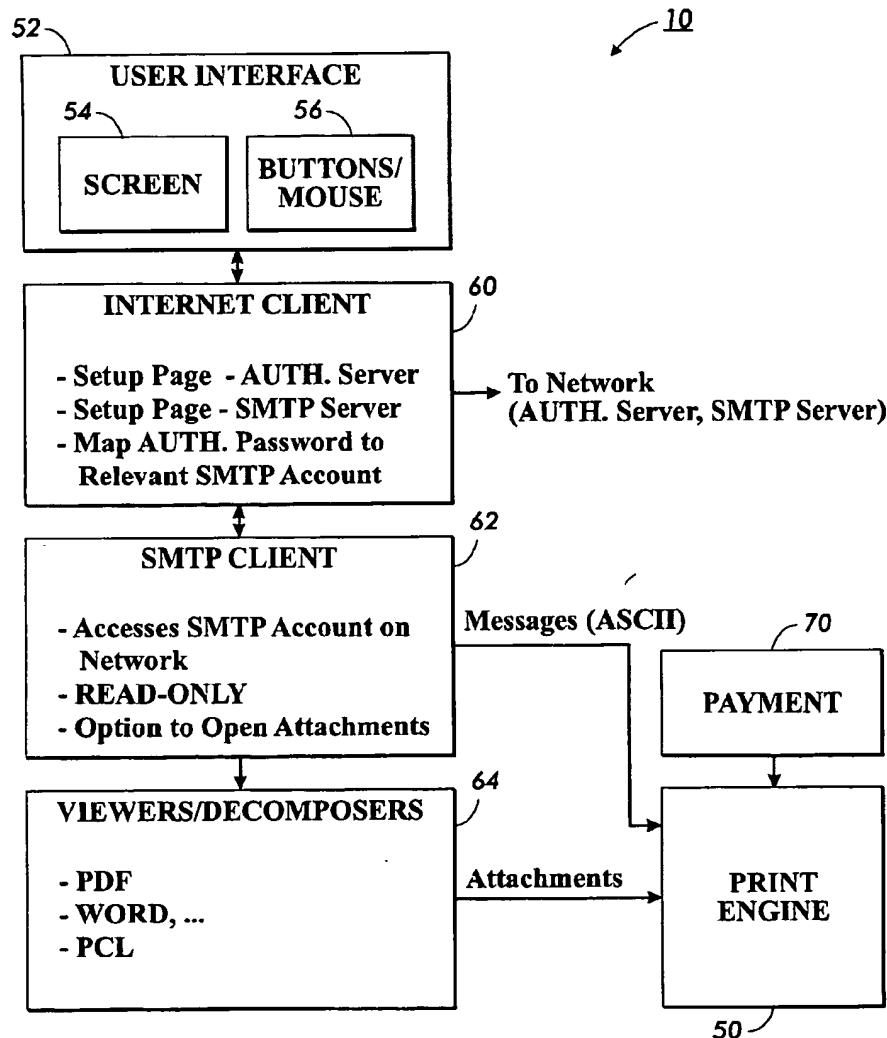 10
52
USER INTERFACE
54
56
SCREEN
BUTTONS/
MOUSE
60
INTERNET CLIENT
- Setup Page - AUTH. Server
- Setup Page - SMTP Server
- Map AUTH. Password to
Relevant SMTP Account
To Network
(AUTH. Server, SMTP Server)
62
SMTP CLIENT
- Accesses SMTP Account on
Network
- READ-ONLY
- Option to Open Attachments
Messages (ASCII)
70
PAYMENT
64
VIEWERS/DECOMPOSERS
- PDF
- WORD, ...
- PCL
Attachments
PRINT
ENGINE
50